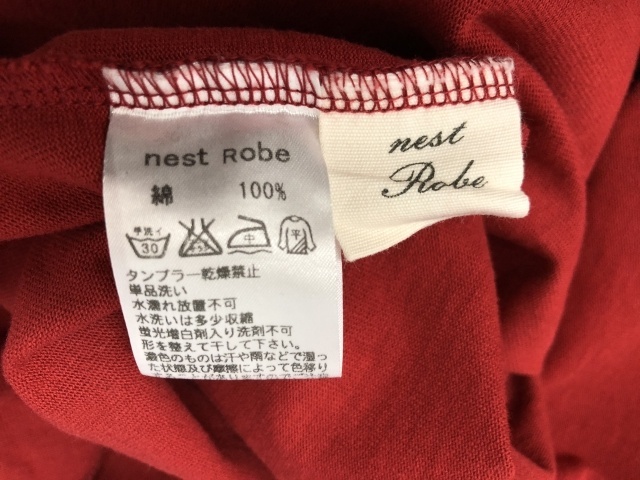 nest Robe
綿 100%
手洗イ
30
中
平
タンブラー乾燥禁止
単品洗い
水濡れ放置不可
水洗いは多少収縮
蛍光増白剤入り洗剤不可
形を整えて干して下さい。
濃色のものは汗や雨などで湿っ
た状態及び摩擦によって色移り
nest
Robe